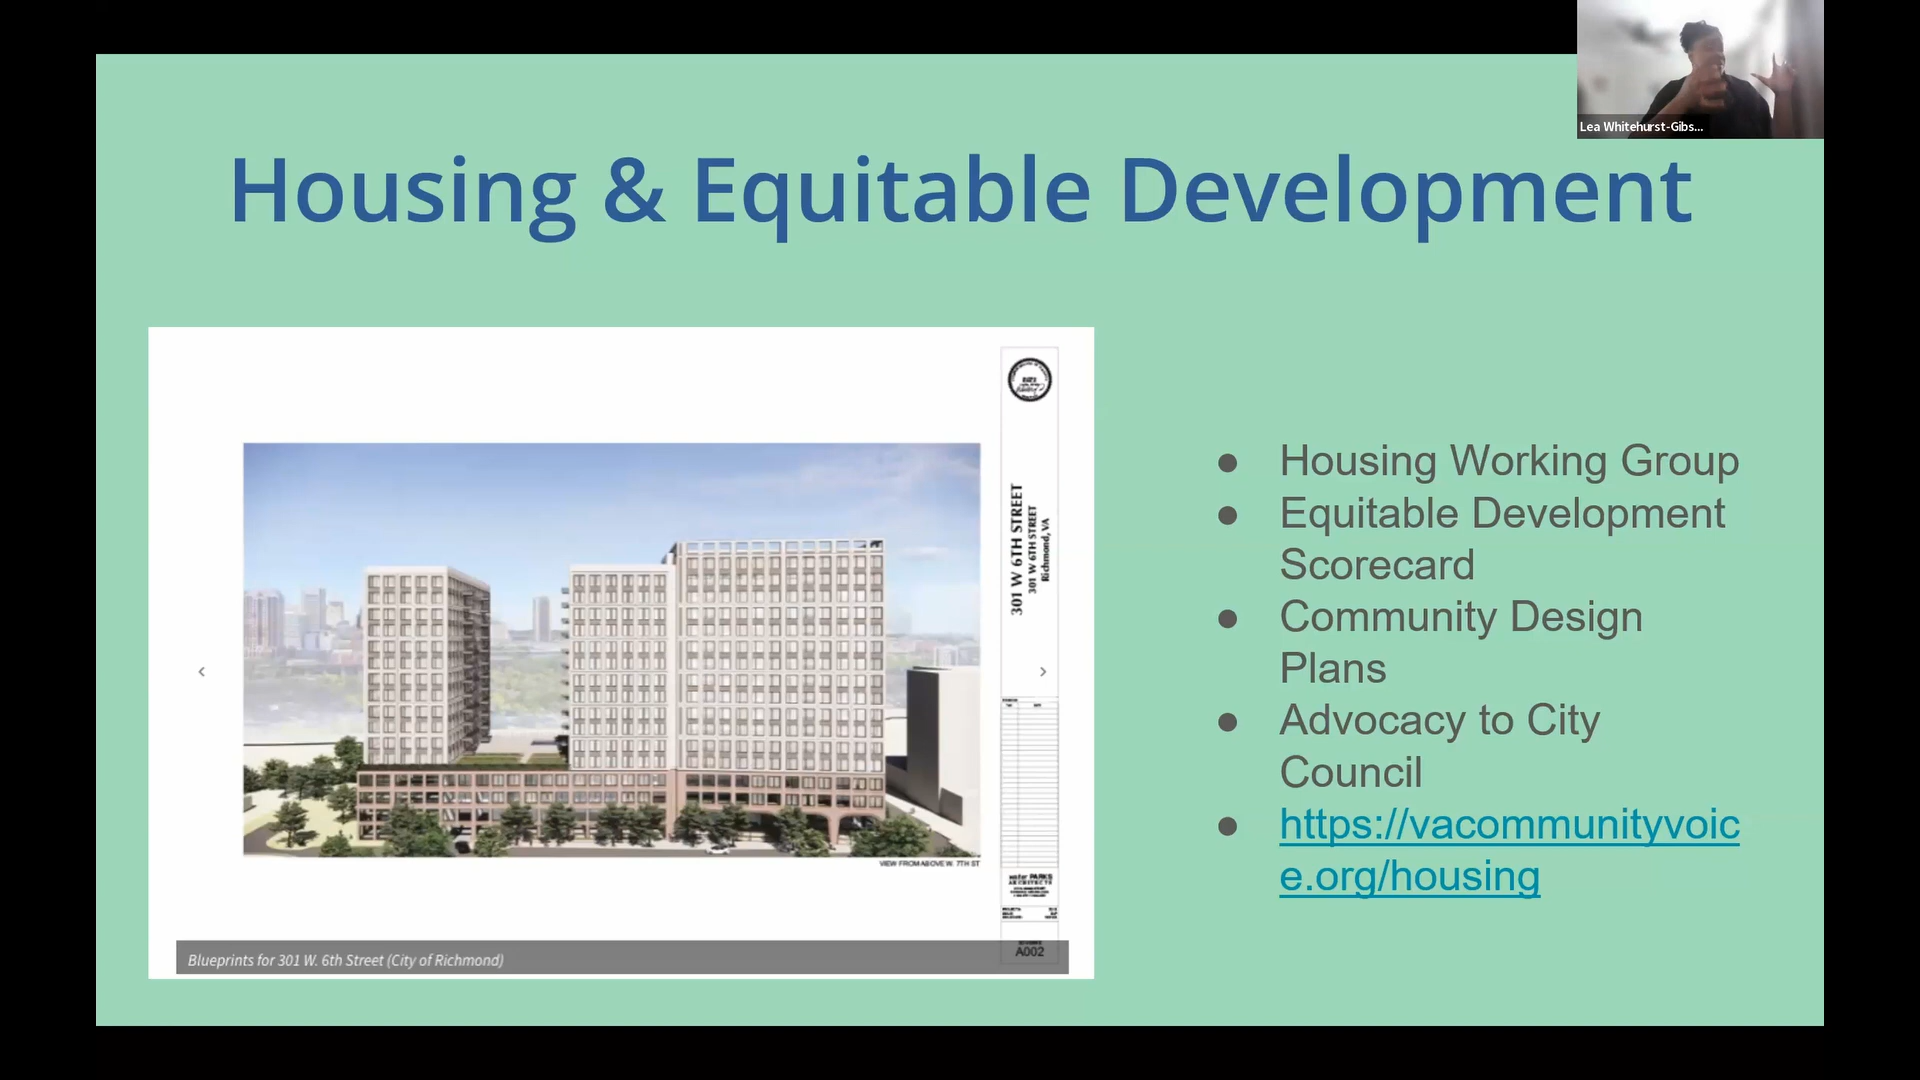 Lea Whitehurst-Gibs...
Housing & Equitable Development
301 W 6TH STREET
301 W 6TH STREET
Richmond, VA
VIEW FROM ABOVE W. 7TH ST
A002
Blueprints for 301 W. 6th Street (City of Richmond)
● Housing Working Group
● Equitable Development
Scorecard
● Community Design
Plans
● Advocacy to City
Council
● https://vacommunityvoic
e.org/housing